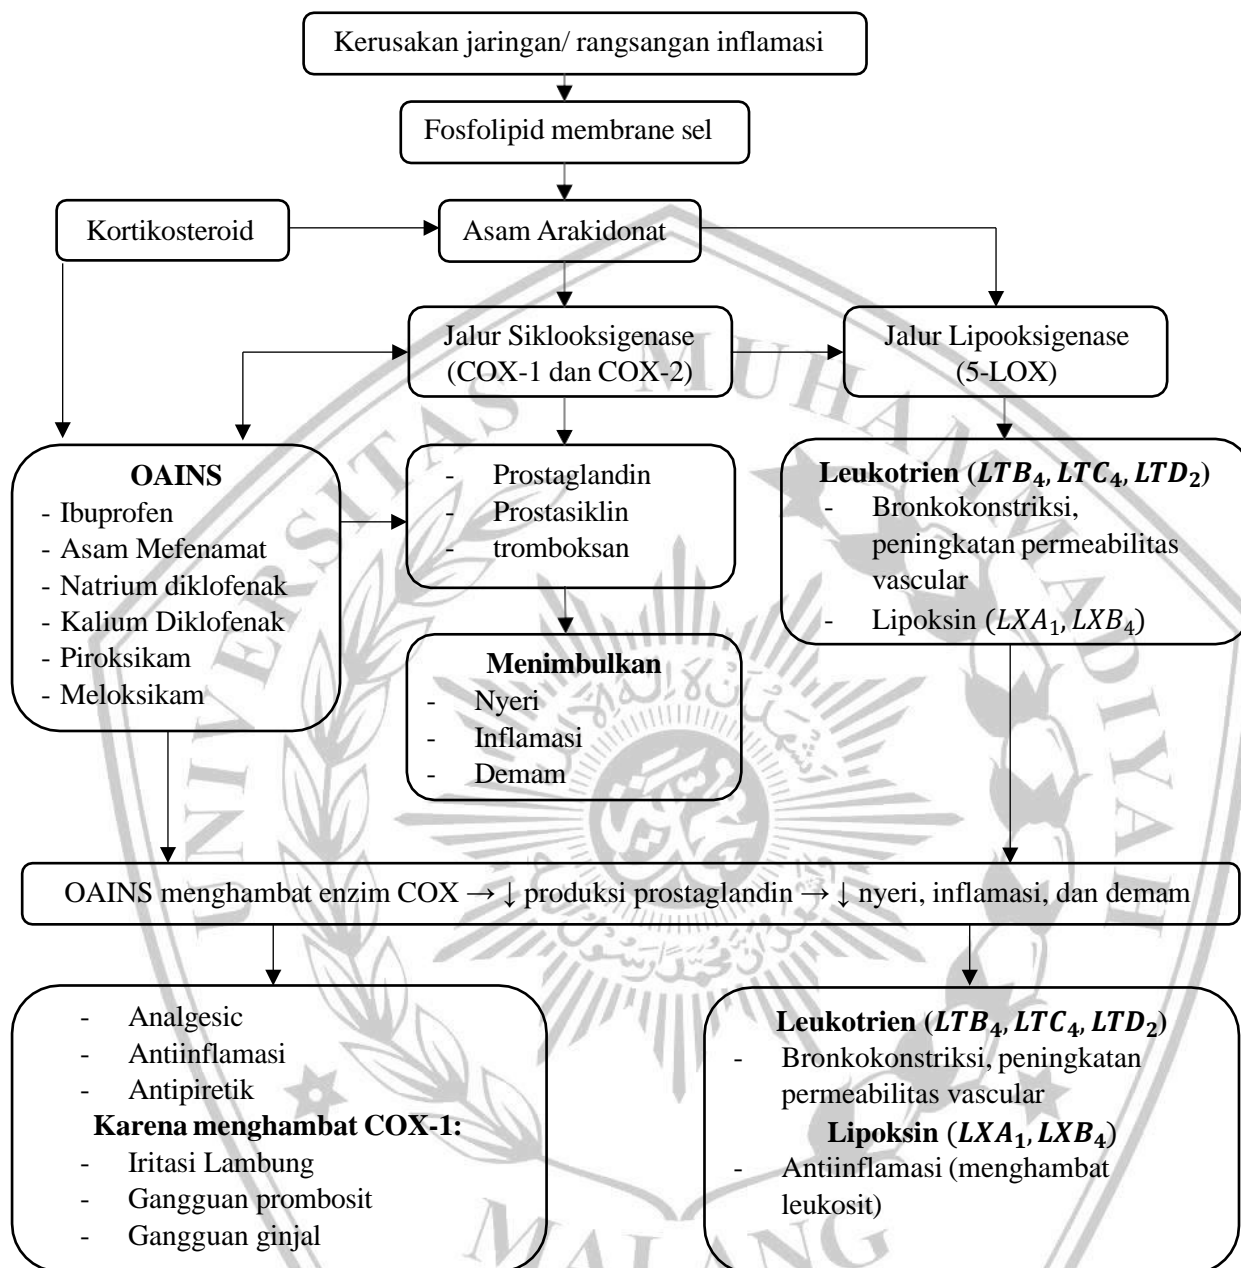 Kerusakan jaringan/ rangsangan inflamasi
Fosfolipid membrane sel
Kortikosteroid
Asam Arakidonat
Jalur Siklooksigenase
(COX-1 dan COX-2)
Jalur Lipooksigenase
(5-LOX)
OAINS
- Ibuprofen
- Asam Mefenamat
- Natrium diklofenak
- Kalium Diklofenak
- Piroksikam
- Meloksikam
- Prostaglandin
- Prostasiklin
- tromboksan
Leukotrien (LTB₄, LTC₄, LTD₂)
- Bronkokonstriksi,
peningkatan permeabilitas
vascular
- Lipoksin (LXA₁, LXB₄)
Menimbulkan
- Nyeri
- Inflamasi
- Demam
OAINS menghambat enzim COX → ↓ produksi prostaglandin → ↓ nyeri, inflamasi, dan demam
- Analgesic
- Antiinflamasi
- Antipiretik
Karena menghambat COX-1:
- Iritasi Lambung
- Gangguan prombosit
- Gangguan ginjal
Leukotrien (LTB₄, LTC₄, LTD₂)
- Bronkokonstriksi, peningkatan
permeabilitas vascular
Lipoksin (LXA₁, LXB₄)
- Antiinflamasi (menghambat
leukosit)
UNIVERSITAS MUHAMMADIYAH
MALANG